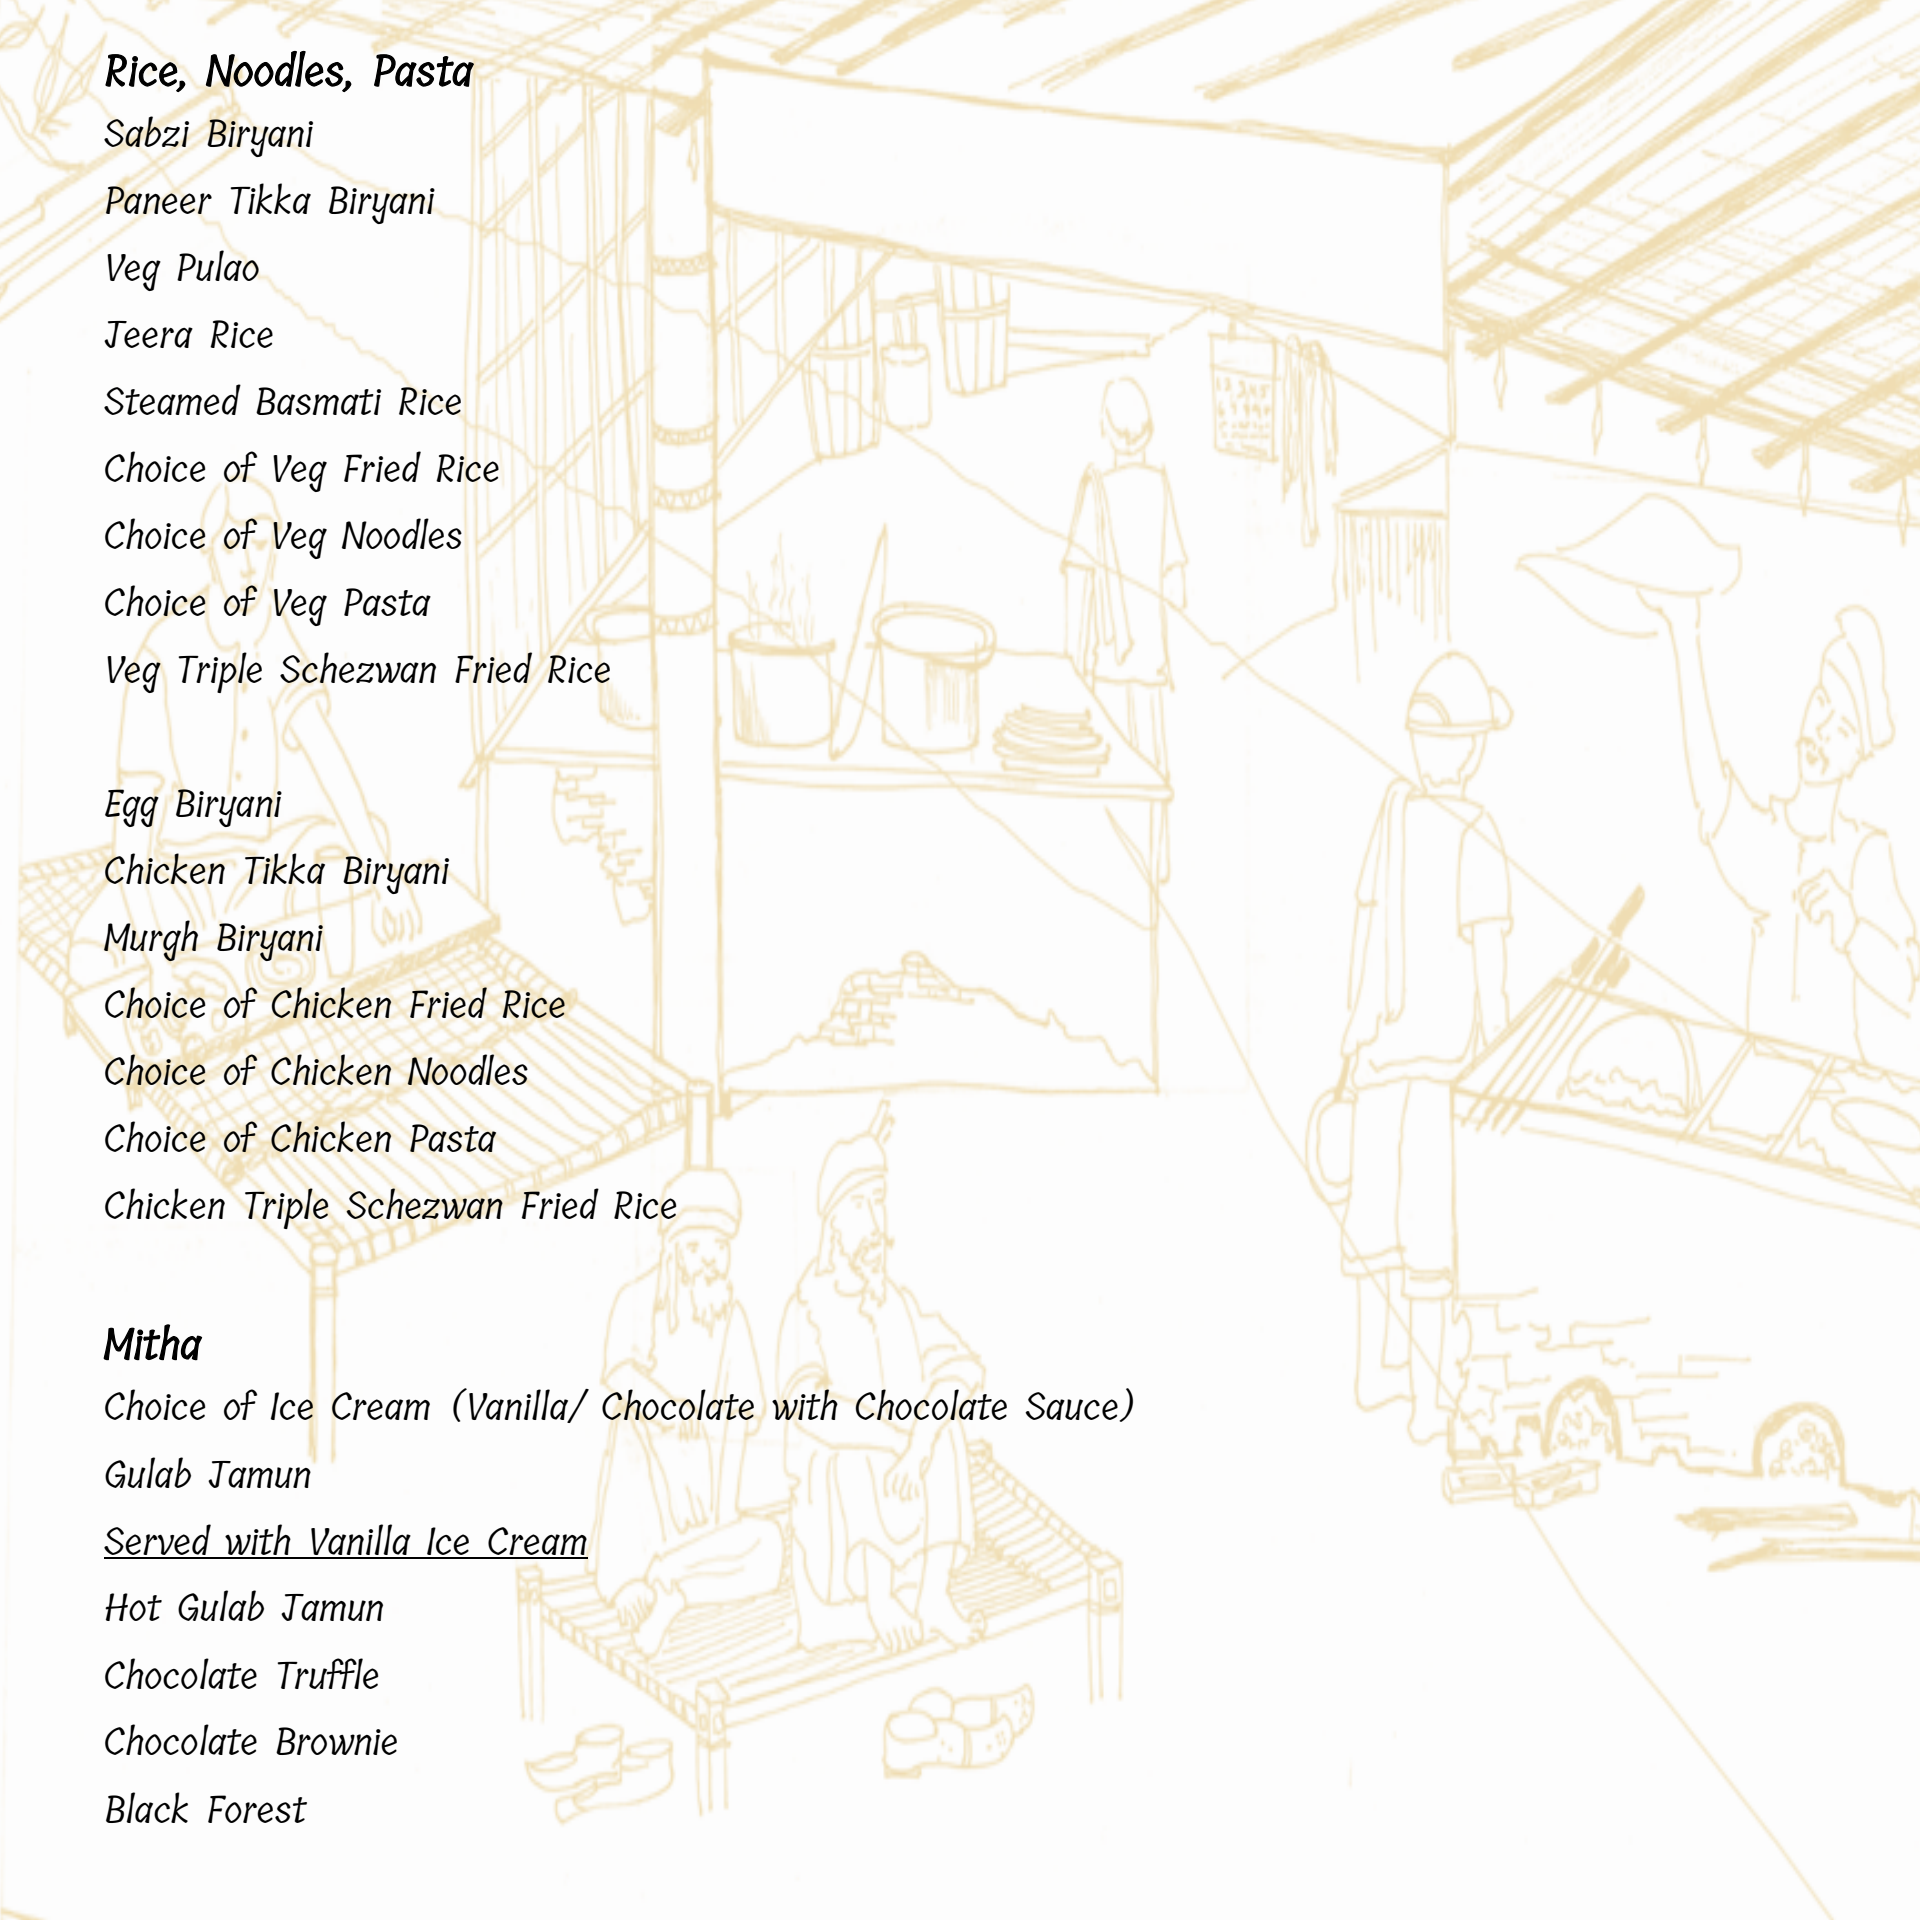 Rice, Noodles, Pasta
Sabzi Biryani
Paneer Tikka Biryani
Veg Pulao
Jeera Rice
Steamed Basmati Rice
Choice of Veg Fried Rice
Choice of Veg Noodles
Choice of Veg Pasta
Veg Triple Schezwan Fried Rice
Egg Biryani
Chicken Tikka Biryani
Murgh Biryani
Choice of Chicken Fried Rice
Choice of Chicken Noodles
Choice of Chicken Pasta
Chicken Triple Schezwan Fried Rice
Mitha
Choice of Ice Cream (Vanilla/ Chocolate with Chocolate Sauce)
Gulab Jamun
Served with Vanilla Ice Cream
Hot Gulab Jamun
Chocolate Truffle
Chocolate Brownie
Black Forest